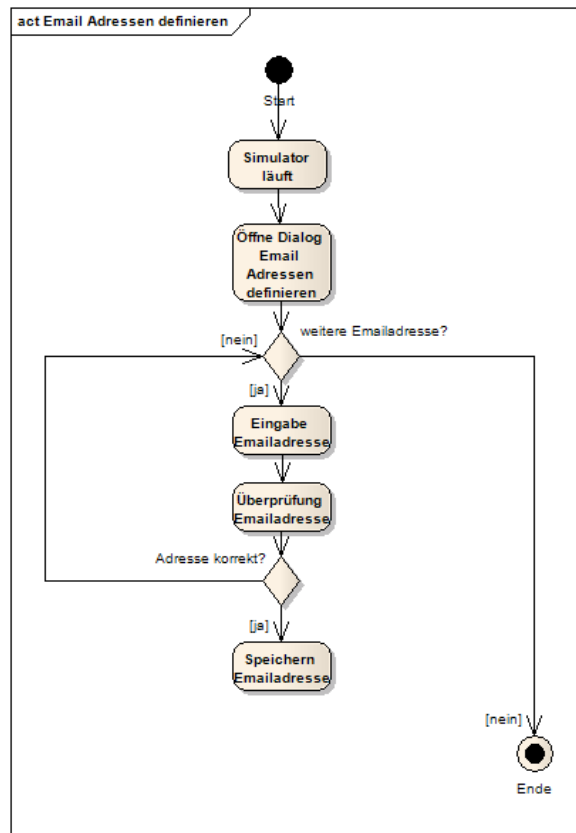 act Email Adressen definieren
Start
Simulator
läuft
Öffne Dialog
Email
Adressen
definieren
weitere Emailadresse?
[nein]
[ja]
Eingabe
Emailadresse
Überprüfung
Emailadresse
Adresse korrekt?
[ja]
Speichern
Emailadresse
[nein]
Ende